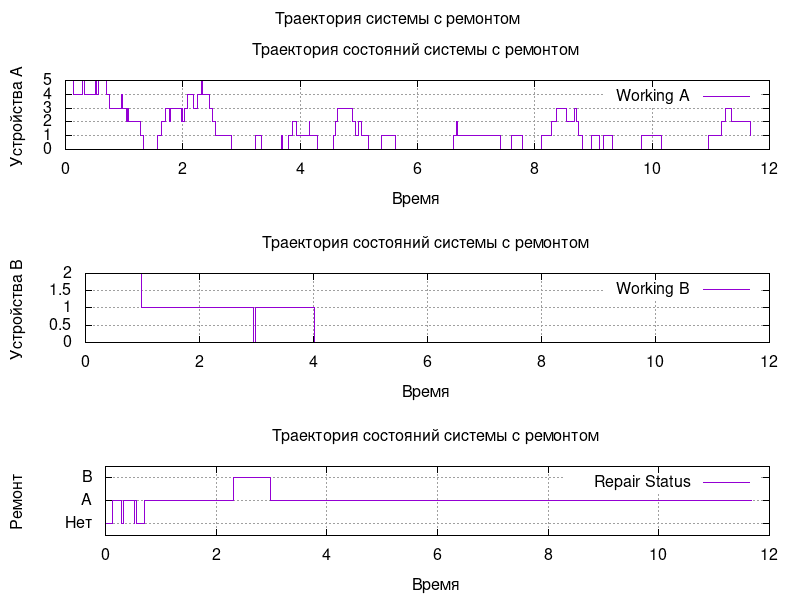 Траектория системы с ремонтом
Траектория состояний системы с ремонтом
Устройства A
5
4
3
2
1
0
Working A
0 2 4 6 8 10 12
Время
Траектория состояний системы с ремонтом
Устройства B
2
1.5
1
0.5
0
Working B
0 2 4 6 8 10 12
Время
Траектория состояний системы с ремонтом
Ремонт
B
A
Нет
Repair Status
0 2 4 6 8 10 12
Время